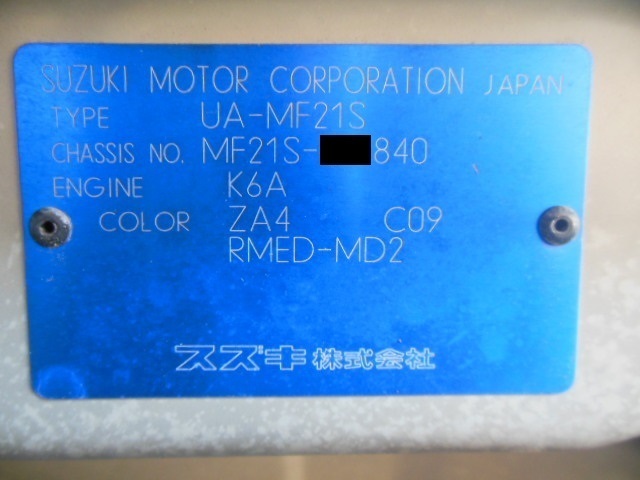 SUZUKI MOTOR CORPORATION JAPAN
TYPE UA-MF21S
CHASSIS NO. MF21S- 840
ENGINE K6A
COLOR ZA4 C09
RMED-MD2
スズキ株式会社